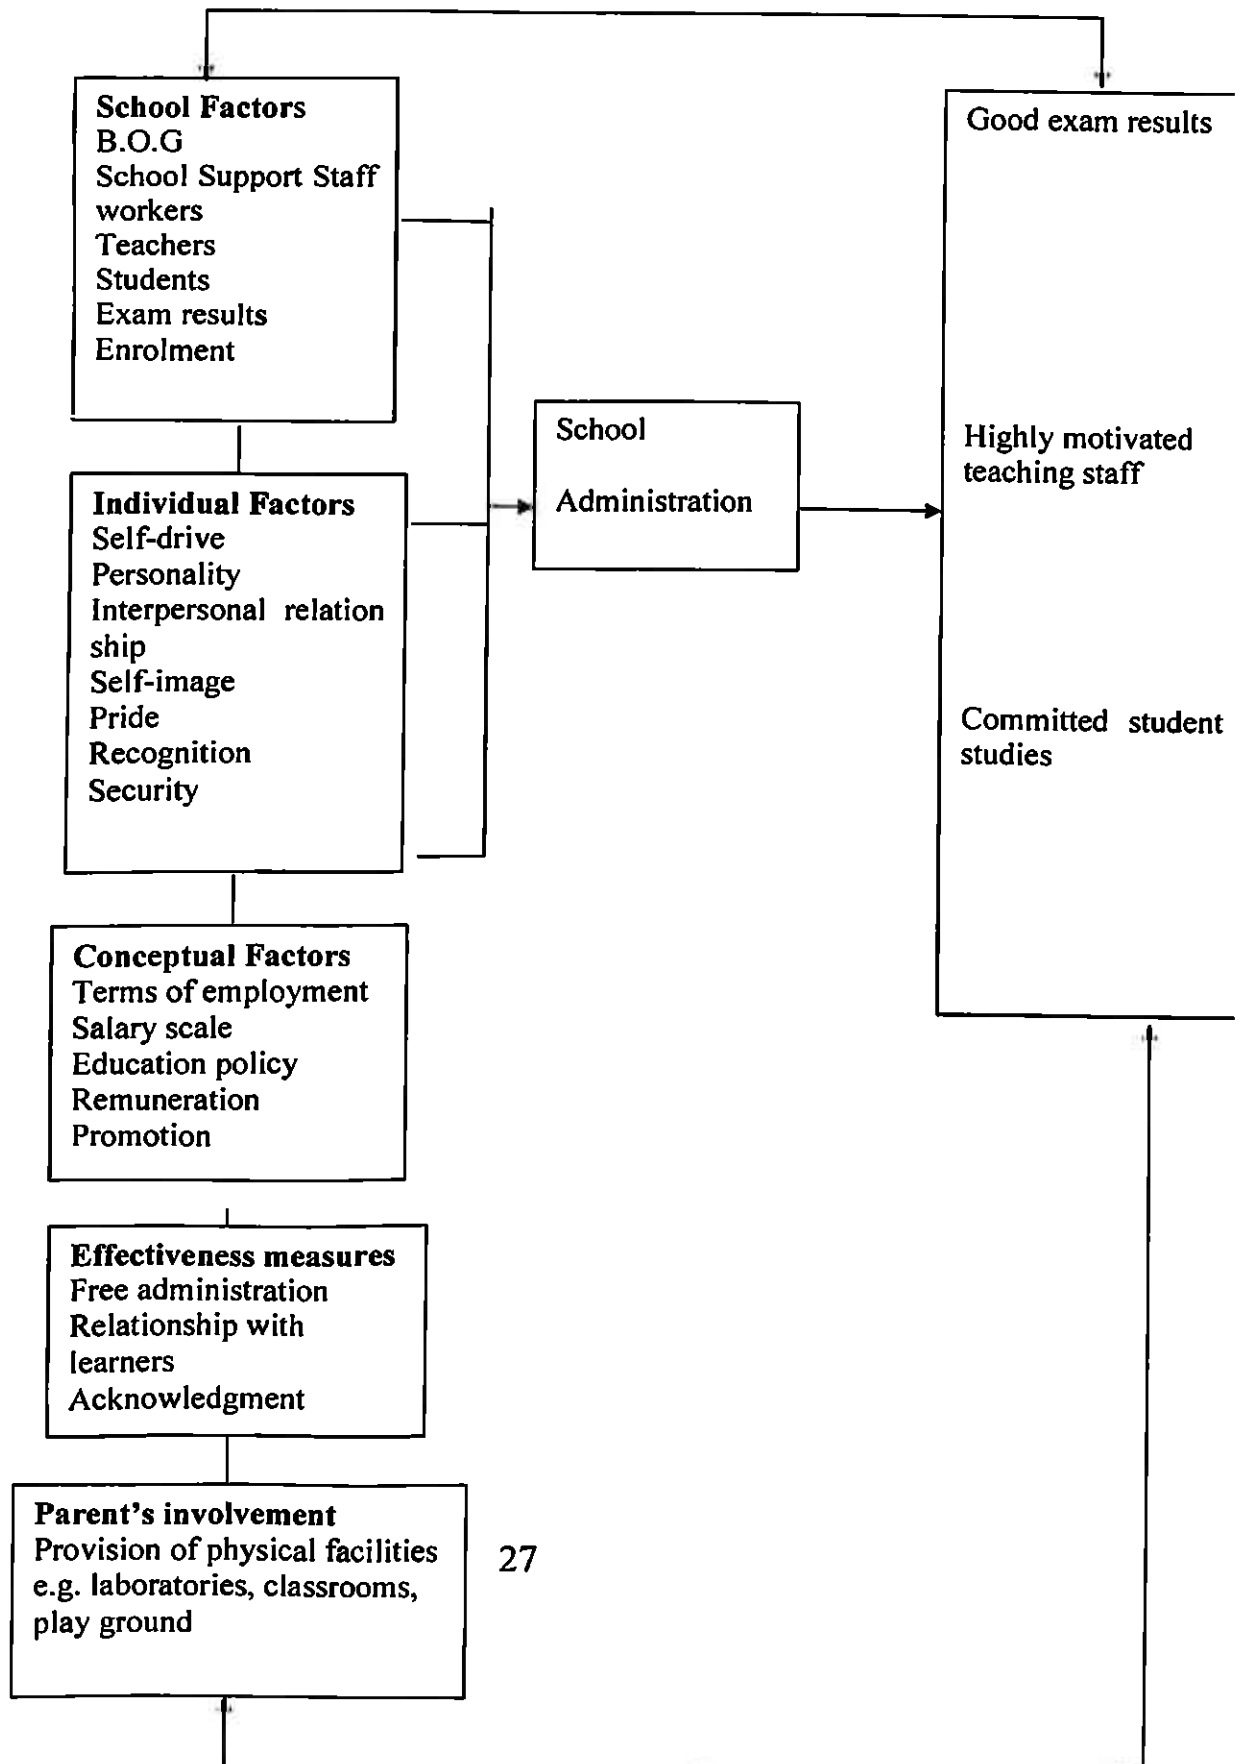 School Factors
B.O.G
School Support Staff
workers
Teachers
Students
Exam results
Enrolment
Individual Factors
Self-drive
Personality
Interpersonal relation
ship
Self-image
Pride
Recognition
Security
Conceptual Factors
Terms of employment
Salary scale
Education policy
Remuneration
Promotion
Effectiveness measures
Free administration
Relationship with
learners
Acknowledgment
Parent's involvement
Provision of physical facilities
e.g. laboratories, classrooms,
play ground
School
Administration
Good exam results
Highly motivated
teaching staff
Committed student
studies
27